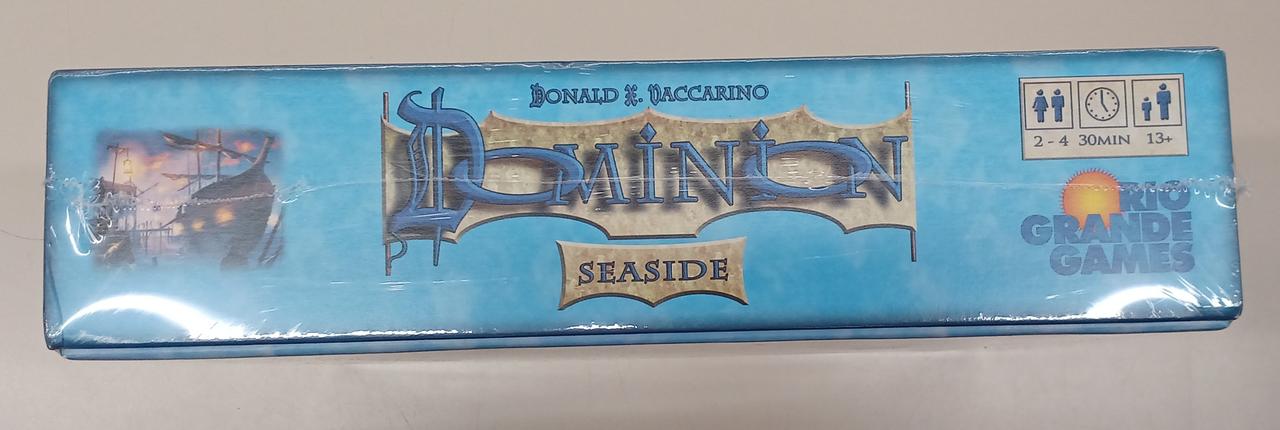 DONALD X. VACCARINO
DOMINION
SEASIDE
2 - 4 30MIN 13+
RIO
GRANDE
GAMES